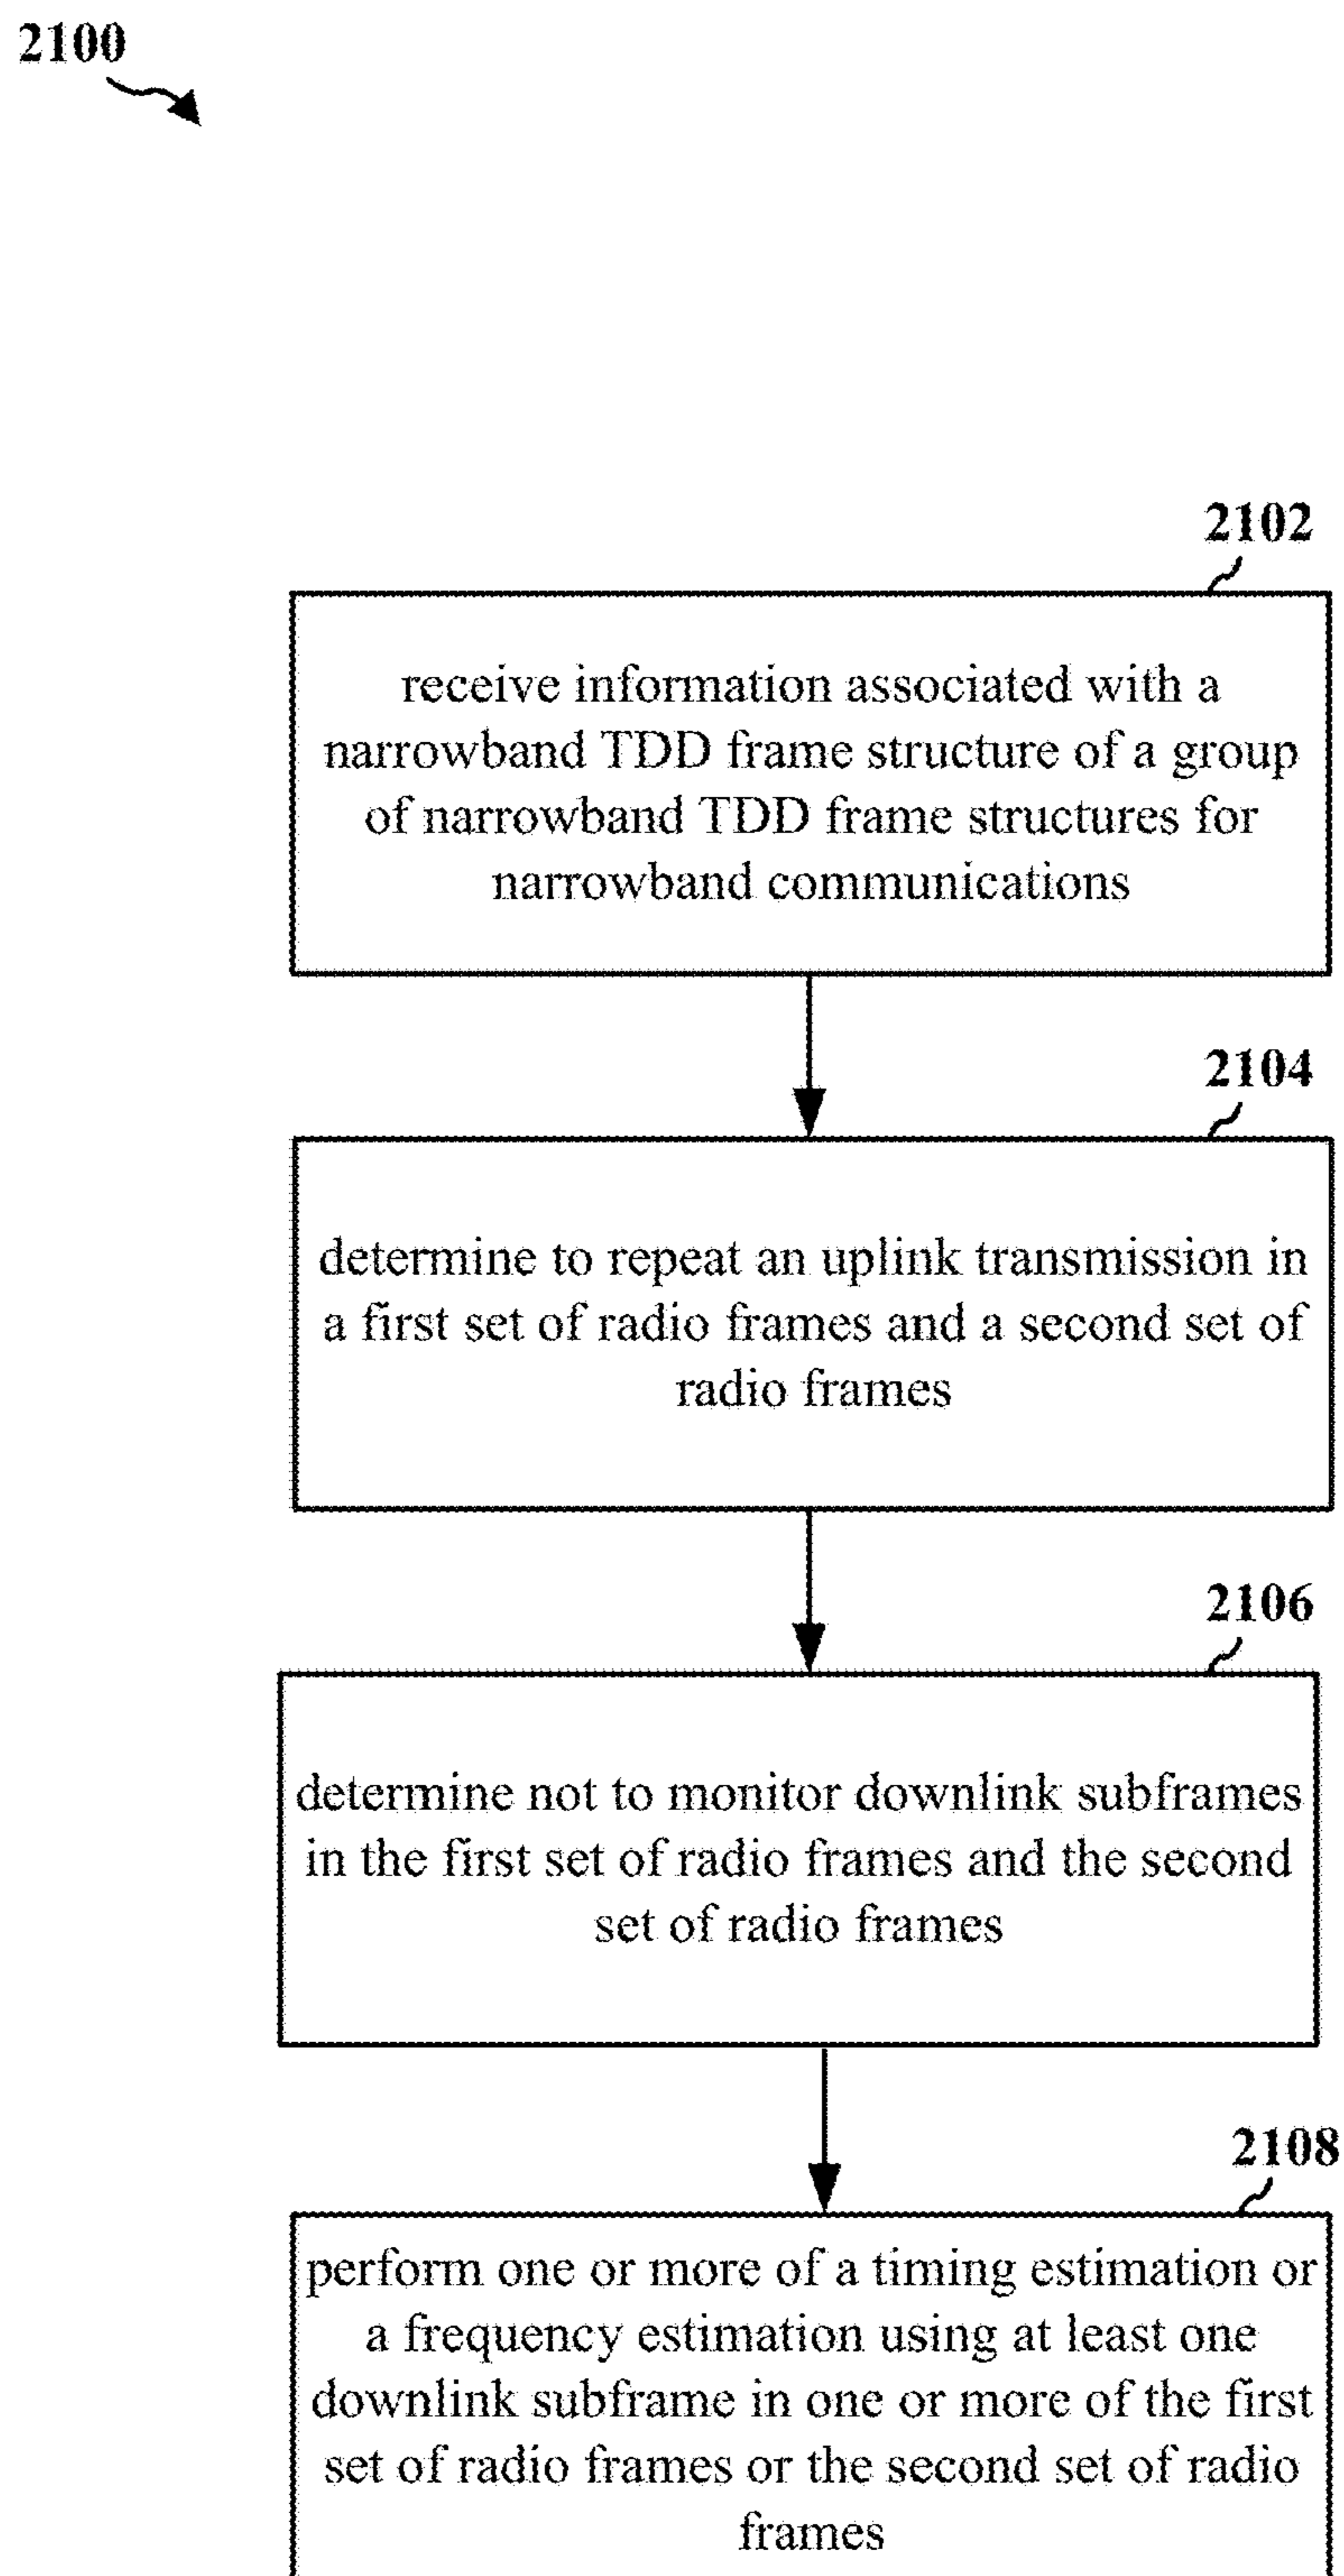 2100
2102
receive information associated with a
narrowband TDD frame structure of a group
of narrowband TDD frame structures for
narrowband communications
2104
determine to repeat an uplink transmission in
a first set of radio frames and a second set of
radio frames
2106
determine not to monitor downlink subframes
in the first set of radio frames and the second
set of radio frames
2108
perform one or more of a timing estimation or
a frequency estimation using at least one
downlink subframe in one or more of the first
set of radio frames or the second set of radio
frames